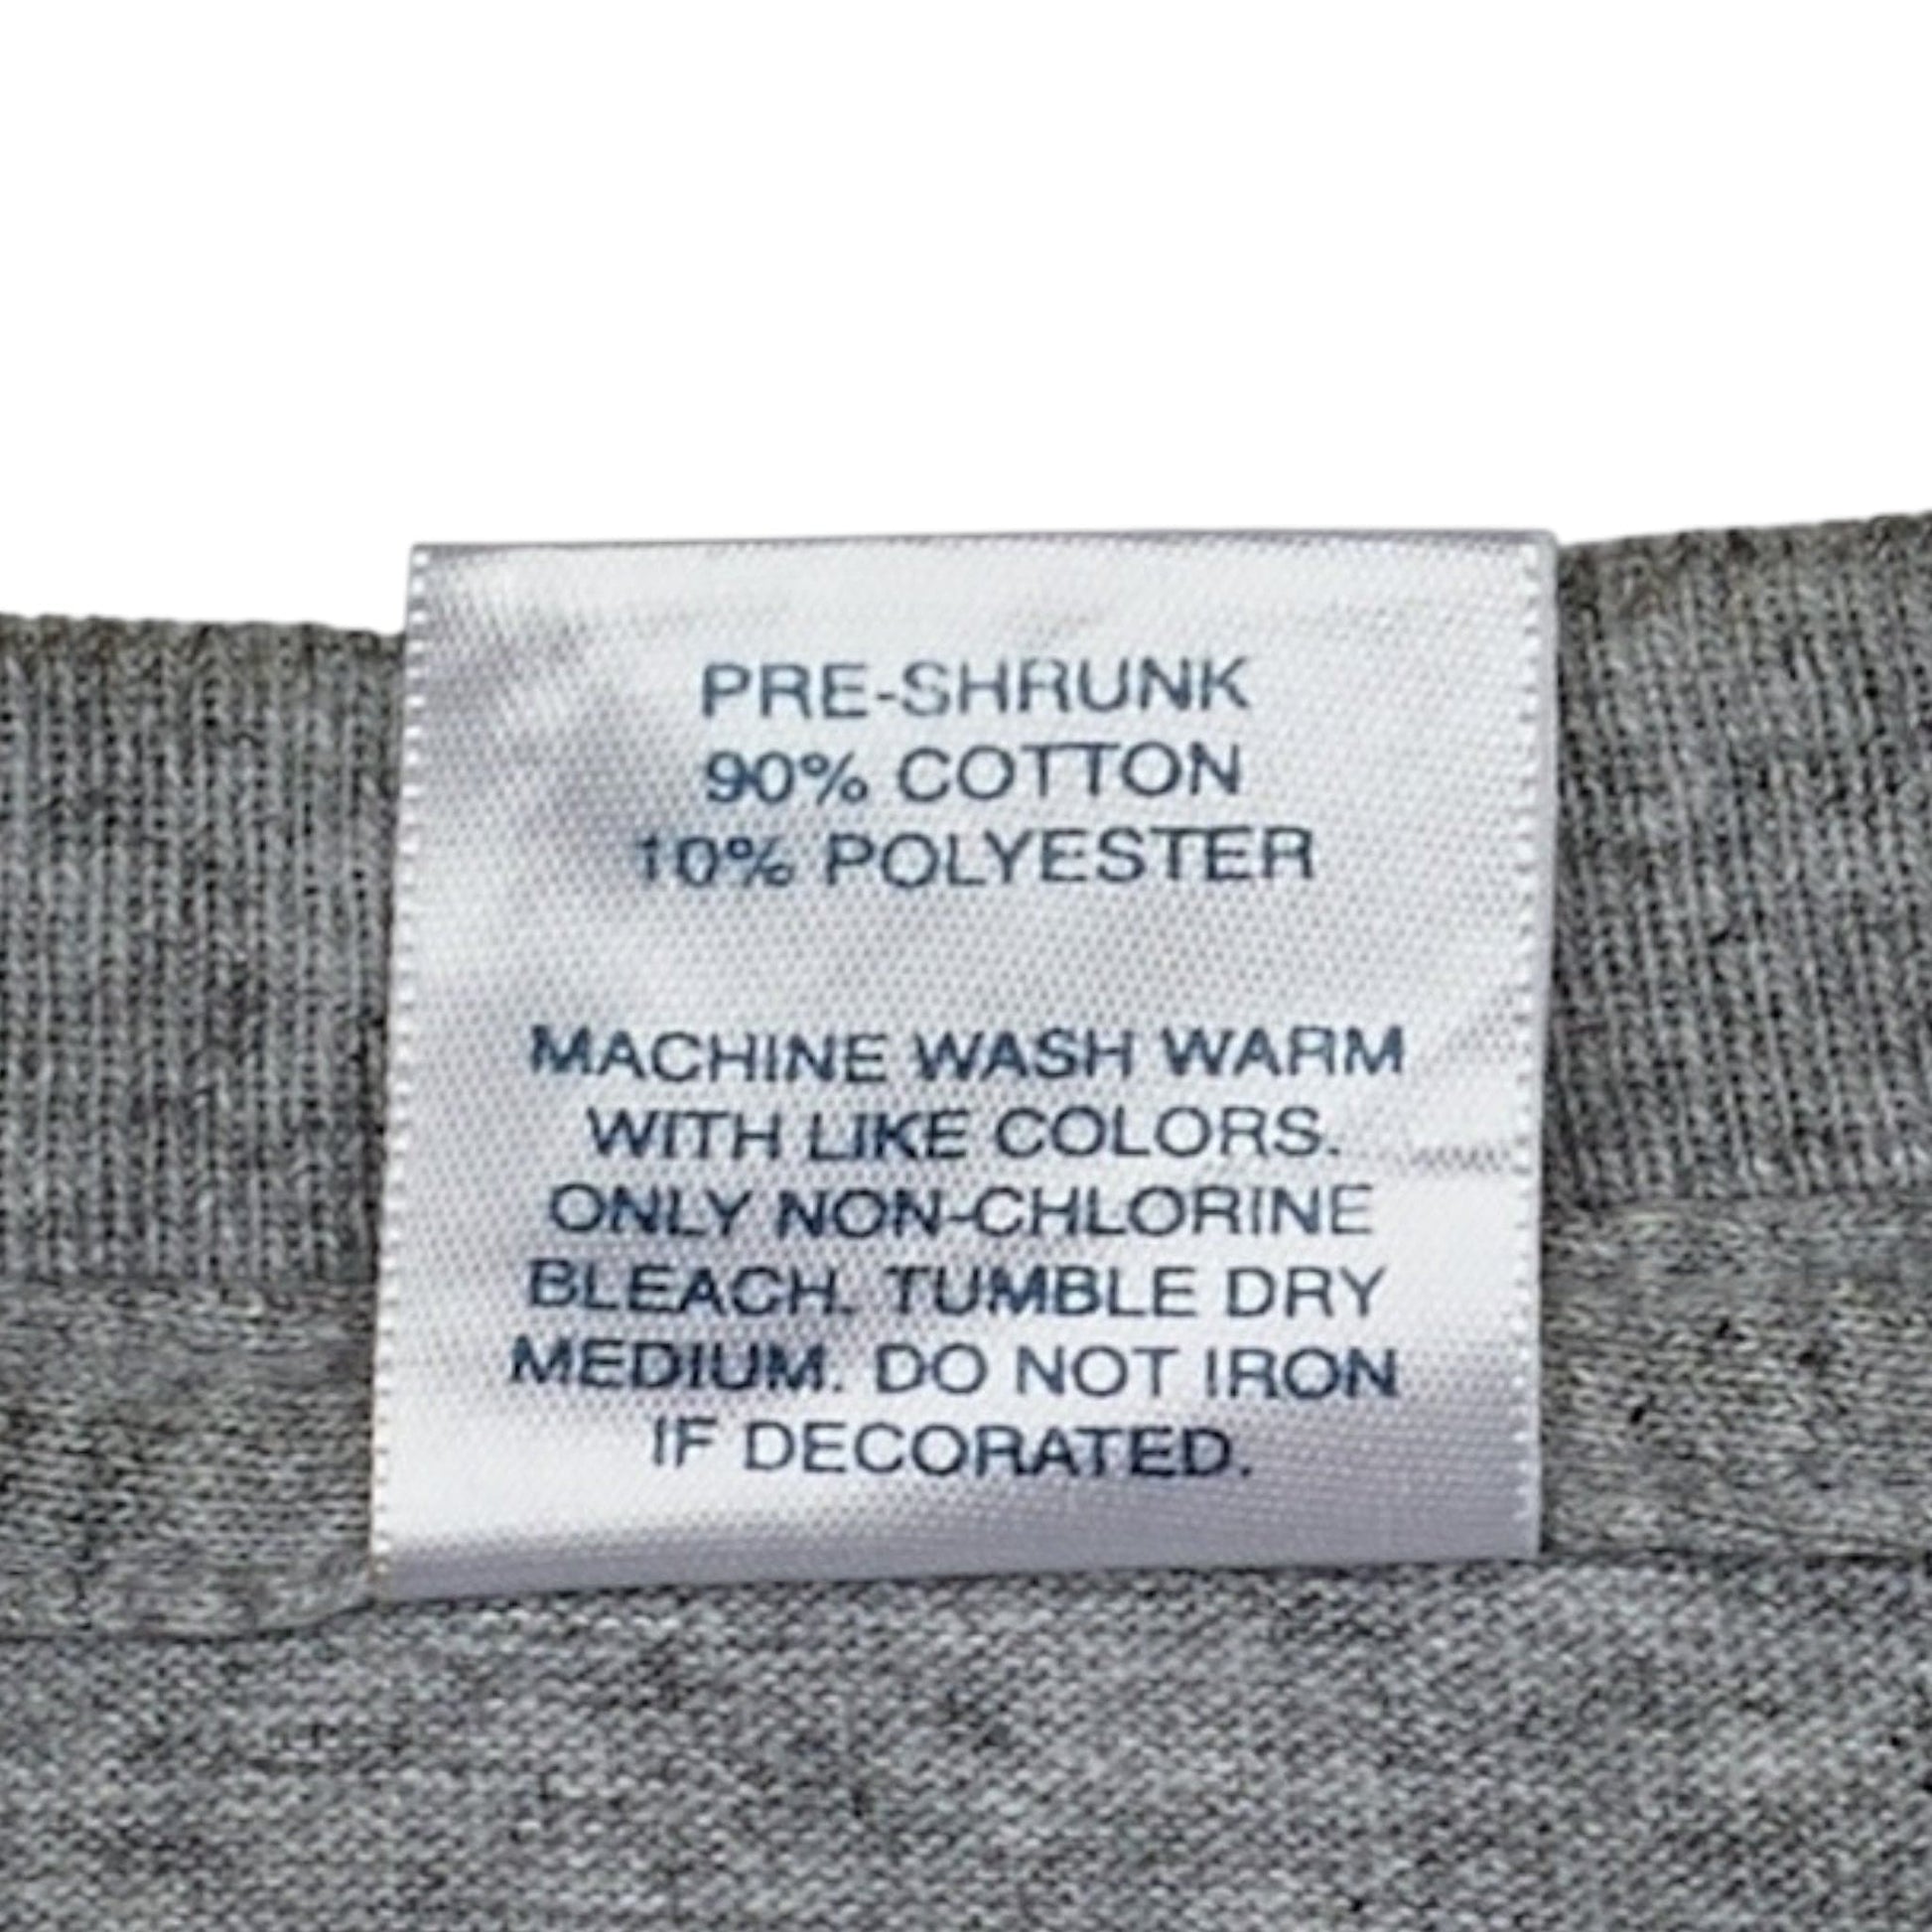 PRE-SHRUNK
90% COTTON
10% POLYESTER
MACHINE WASH WARM
WITH LIKE COLORS.
ONLY NON-CHLORINE
BLEACH. TUMBLE DRY
MEDIUM. DO NOT IRON
IF DECORATED.